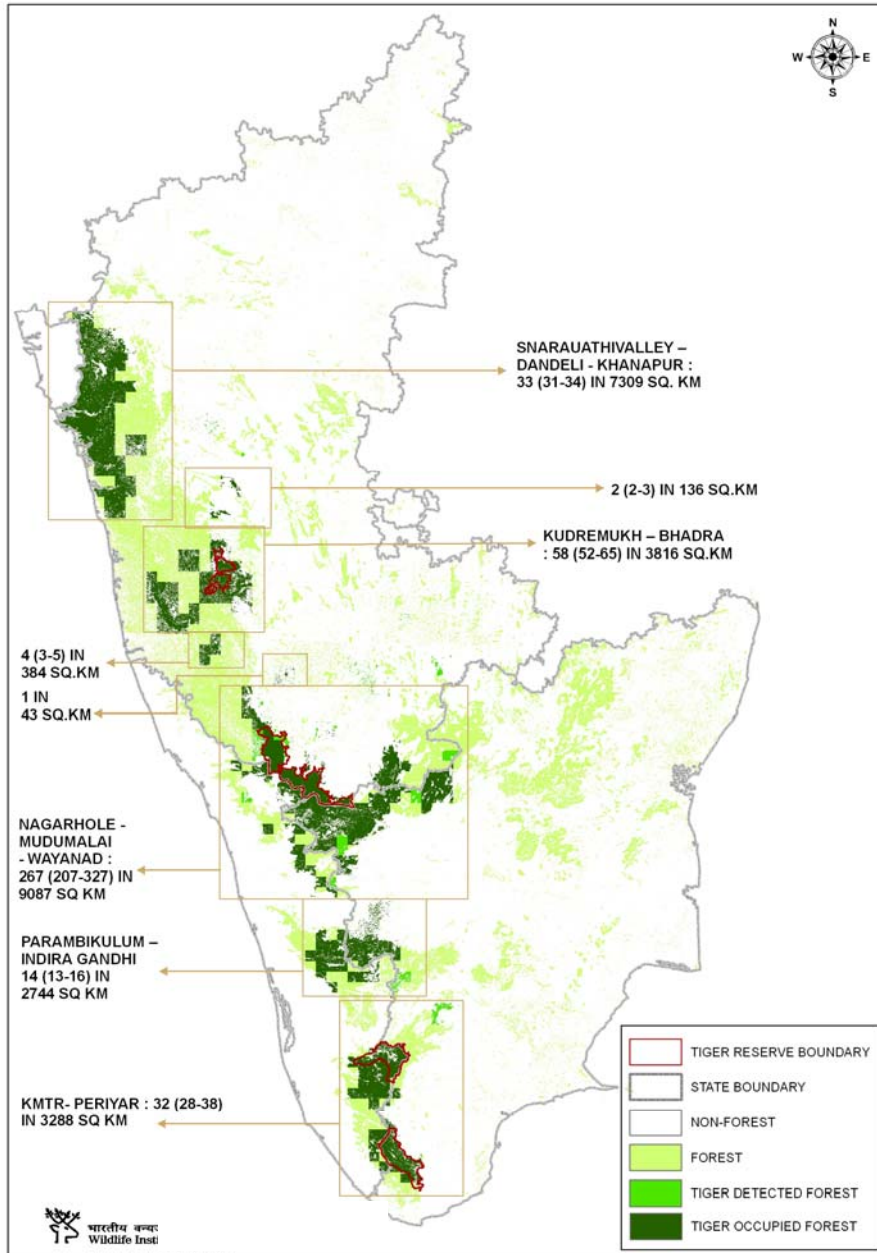 N
W E
S
SNARAUATHIVALLEY –
DANDELI - KHANAPUR :
33 (31-34) IN 7309 SQ. KM
2 (2-3) IN 136 SQ.KM
KUDREMUKH – BHADRA
: 58 (52-65) IN 3816 SQ.KM
4 (3-5) IN
384 SQ.KM
1 IN
43 SQ.KM
NAGARHOLE -
MUDUMALAI
- WAYANAD :
267 (207-327) IN
9087 SQ KM
PARAMBIKULUM –
INDIRA GANDHI
14 (13-16) IN
2744 SQ KM
KMTR- PERIYAR : 32 (28-38)
IN 3288 SQ KM
TIGER RESERVE BOUNDARY
STATE BOUNDARY
NON-FOREST
FOREST
TIGER DETECTED FOREST
TIGER OCCUPIED FOREST
भारतीय वन्य
Wildlife Insti